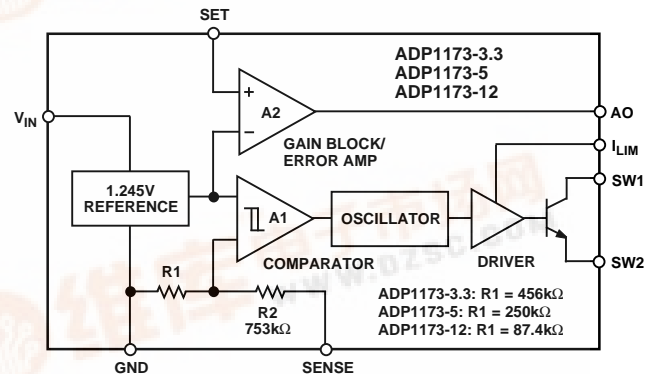 SET
ADP1173-3.3
ADP1173-5
ADP1173-12
A2
VIN
AO
GAIN BLOCK/
ERROR AMP
ILIM
1.245V
REFERENCE
A1
OSCILLATOR
SW1
R1
COMPARATOR
DRIVER
SW2
R2
753kΩ
ADP1173-3.3: R1 = 456kΩ
ADP1173-5: R1 = 250kΩ
ADP1173-12: R1 = 87.4kΩ
GND
SENSE